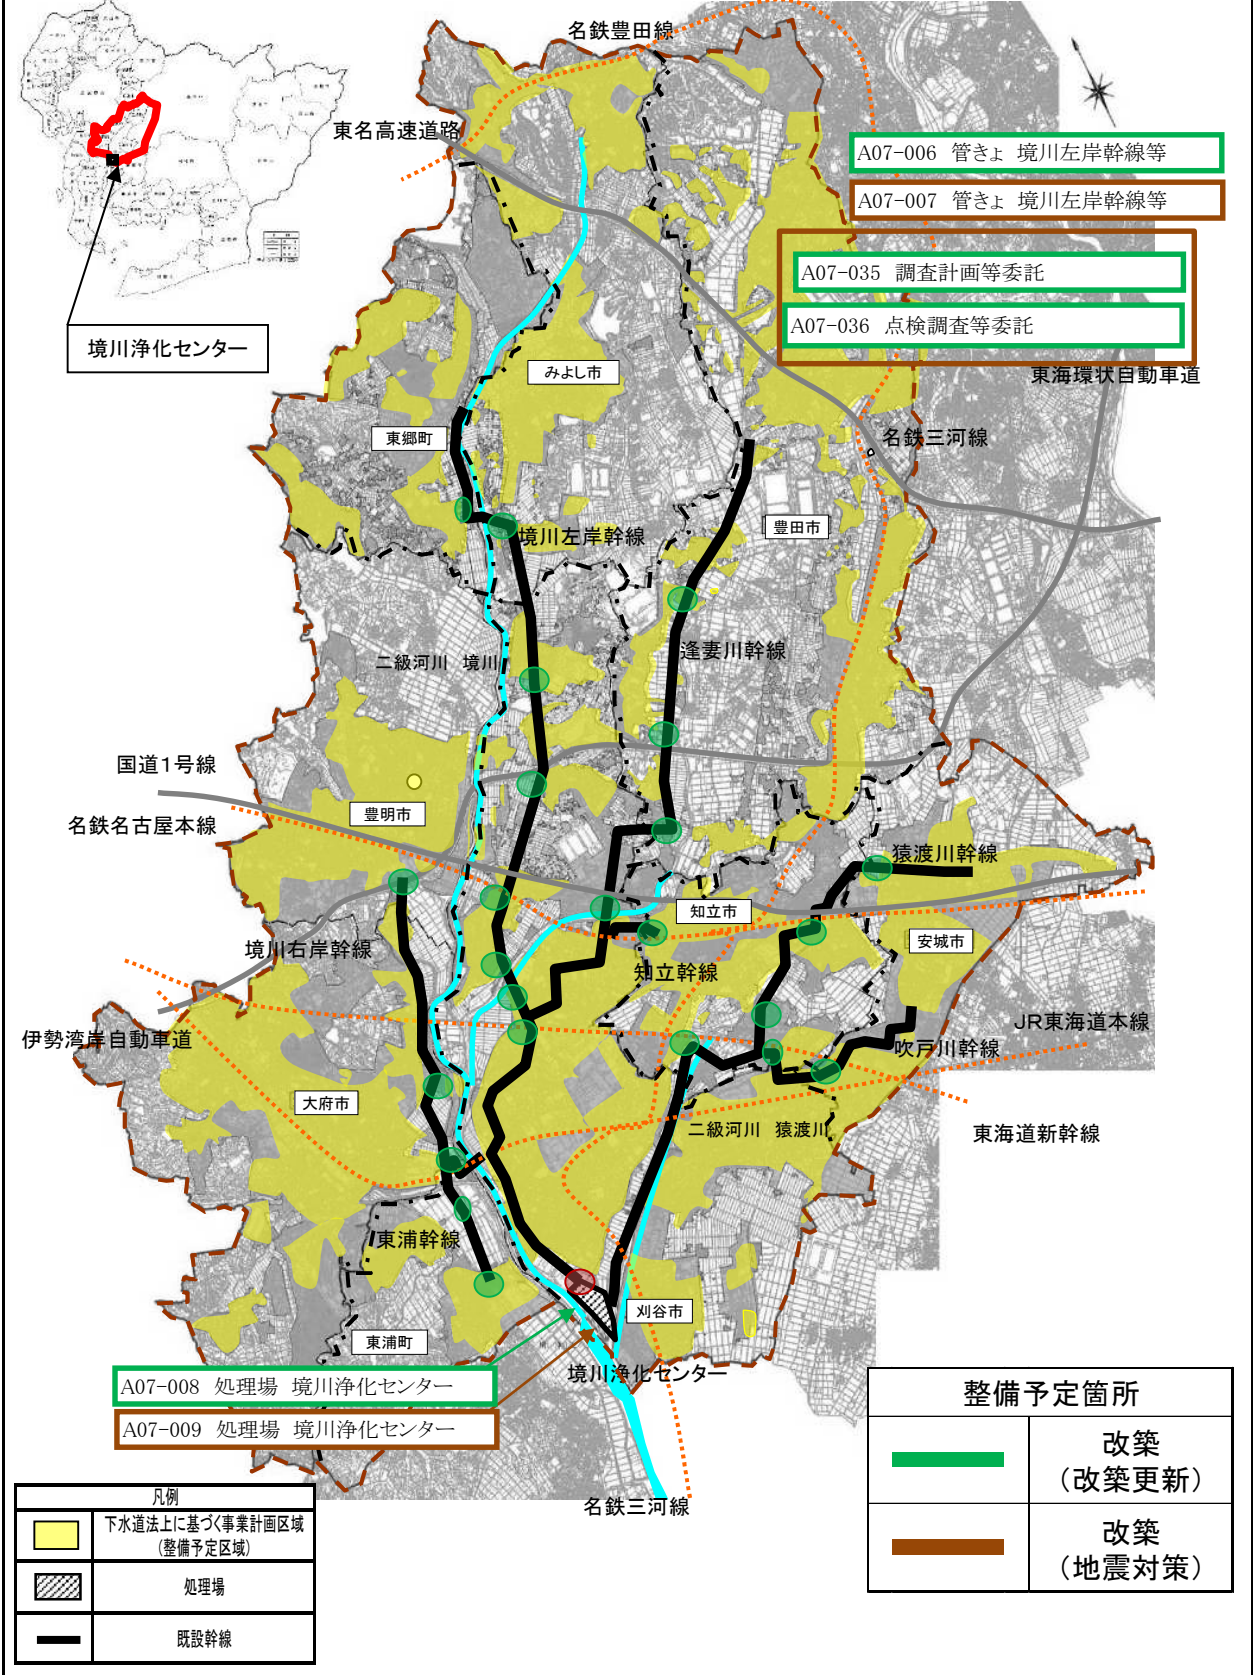 名鉄豊田線
東名高速道路
A07-006 管きょ 境川左岸幹線等
A07-007 管きょ 境川左岸幹線等
A07-035 調査計画等委託
A07-036 点検調査等委託
境川浄化センター
みよし市
東海環状自動車道
東郷町
名鉄三河線
豊田市
境川左岸幹線
逢妻川幹線
二級河川 境川
国道1号線
豊明市
名鉄名古屋本線
猿渡川幹線
知立市
安城市
境川右岸幹線
知立幹線
JR東海道本線
伊勢湾岸自動車道
吹戸川幹線
大府市
二級河川 猿渡川
東海道新幹線
東浦幹線
刈谷市
東浦町
境川浄化センター
A07-008 処理場 境川浄化センター
A07-009 処理場 境川浄化センター
名鉄三河線
整備予定箇所
改築
(改築更新)
改築
(地震対策)
凡例
下水道法上に基づく事業計画区域
(整備予定区域)
処理場
既設幹線